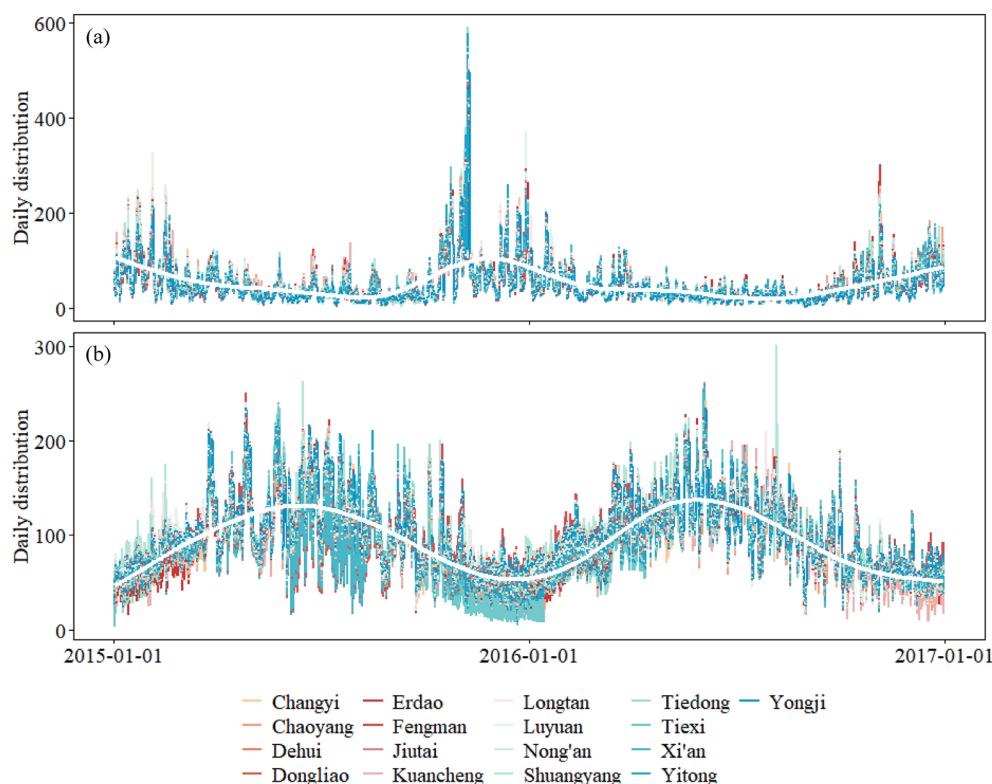 (a)
600
400
200
0
Daily distribution
(b)
300
200
100
0
Daily distribution
2015-01-01 2016-01-01 2017-01-01
Changyi Erdao Longtan Tiedong Yongji
Chaoyang Fengman Luyuan Tiexi
Dehui Jiutai Nong'an Xi'an
Dongliao Kuancheng Shuangyang Yitong